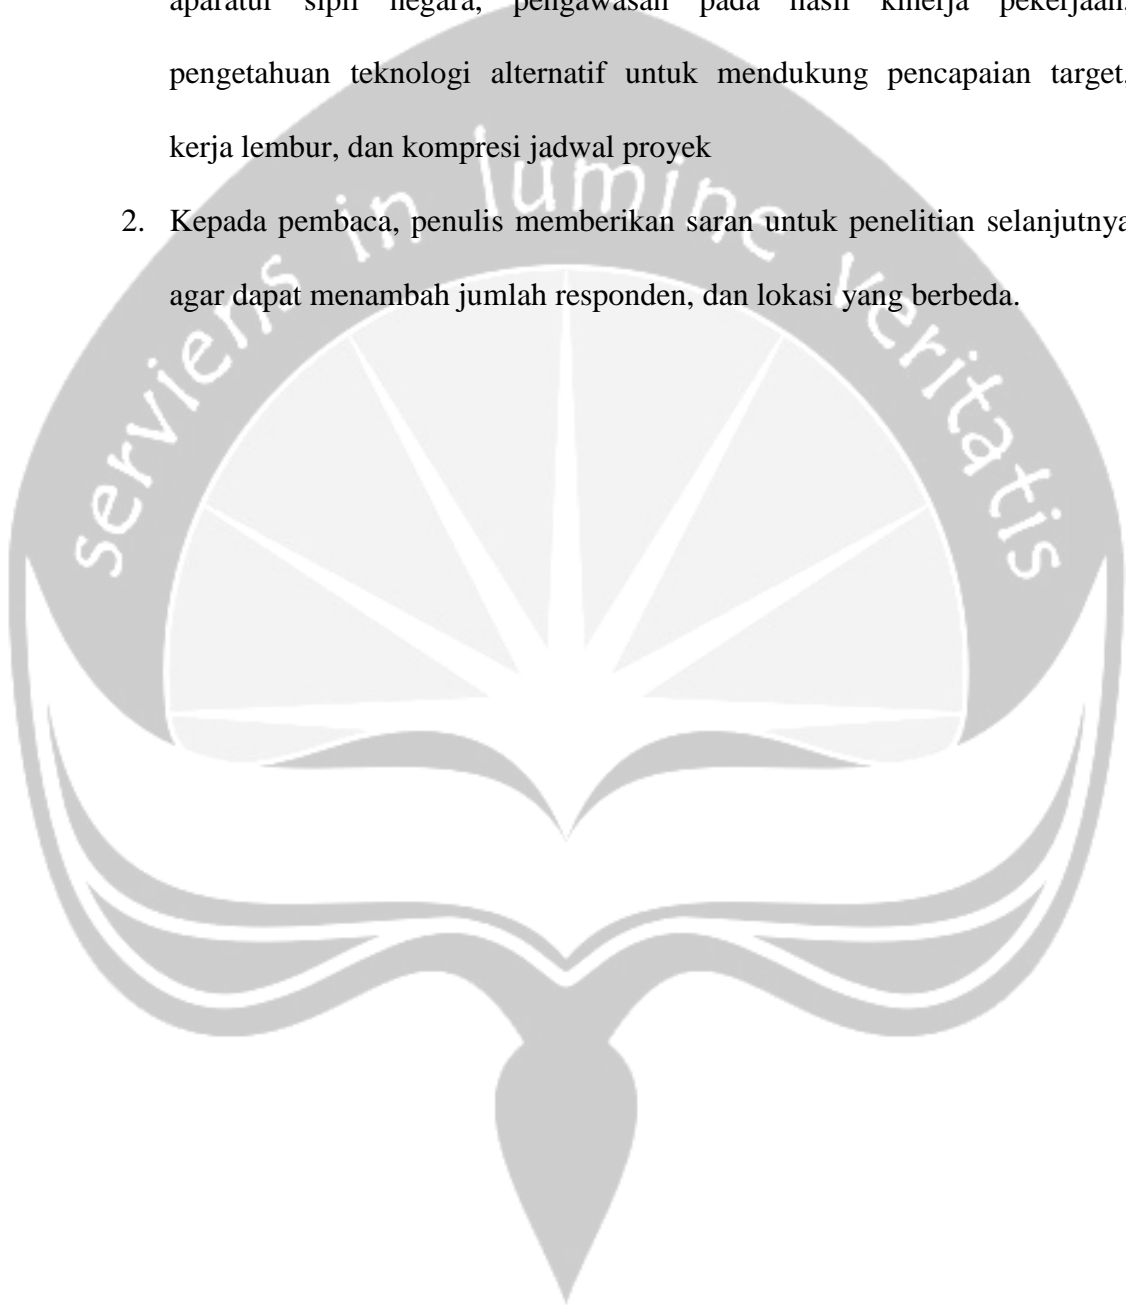 aparatur sipil negara, pengawasan pada hasil kinerja pekerjaan,
pengetahuan teknologi alternatif untuk mendukung pencapaian target,
kerja lembur, dan kompresi jadwal proyek
2. Kepada pembaca, penulis memberikan saran untuk penelitian selanjutnya
agar dapat menambah jumlah responden, dan lokasi yang berbeda.
serviens in lumine veritatis